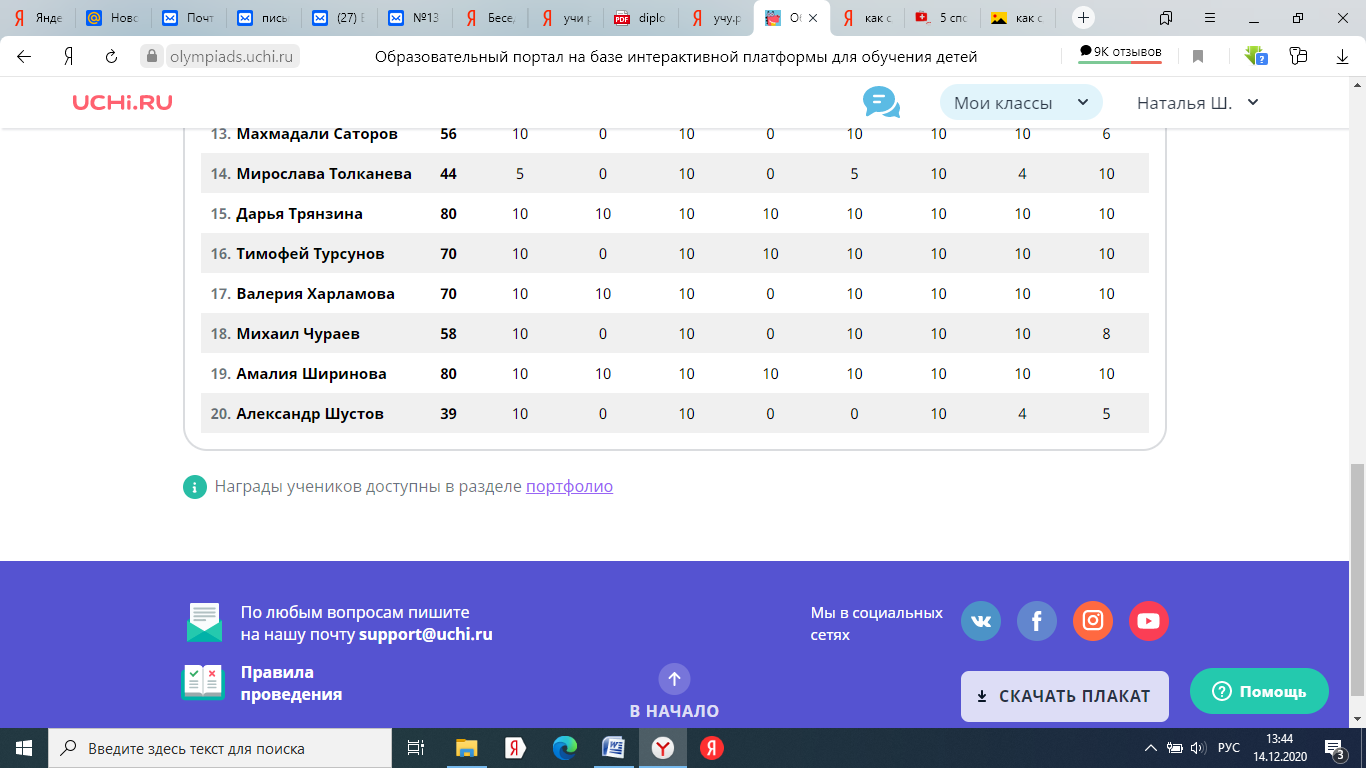 Янде
Новс
Почт
письм
(27) В
№13
Бесе,
учи р
diplo
учу.р
Об
как с
5 спс
как с
olympiads.uchi.ru
Образовательный портал на базе интерактивной платформы для обучения детей
9K отзывов
UCHi.RU
Мои классы
Наталья Ш.
13. Махмадали Саторов 56 10 0 10 0 10 10 10 6
14. Мирослава Толканева 44 5 0 10 0 5 10 4 10
15. Дарья Трянзина 80 10 10 10 10 10 10 10 10
16. Тимофей Турсунов 70 10 0 10 10 10 10 10 10
17. Валерия Харламова 70 10 10 10 0 10 10 10 10
18. Михаил Чураев 58 10 0 10 0 10 10 10 8
19. Амалия Ширинова 80 10 10 10 10 10 10 10 10
20. Александр Шустов 39 10 0 10 0 0 10 4 5
Награды учеников доступны в разделе портфолио
По любым вопросам пишите
на нашу почту support@uchi.ru
Правила
проведения
В НАЧАЛО
Мы в социальных
сетях
СКАЧАТЬ ПЛАКАТ
Помощь
Введите здесь текст для поиска
РУС
13:44
14.12.2020
3